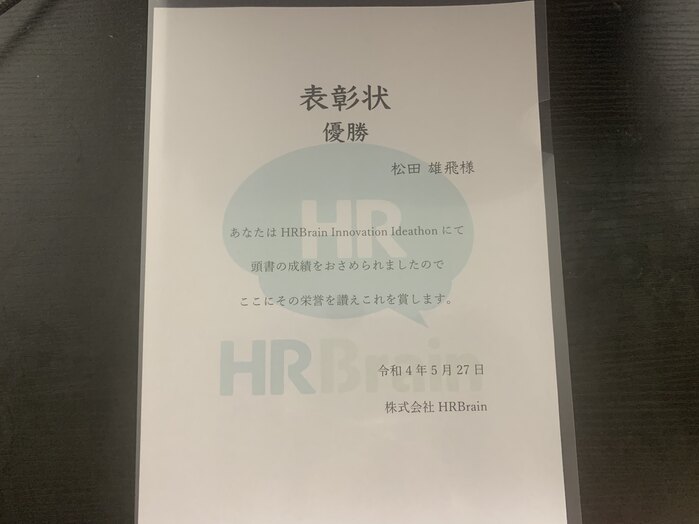 表彰状
優勝
松田 雄飛様
HR
あなたは HRBrain Innovation Ideathon にて
頭書の成績をおさめられましたので
ここにその栄誉を讃えこれを賞します。
HRBrain
令和 4 年 5 月 27 日
株式会社 HRBrain